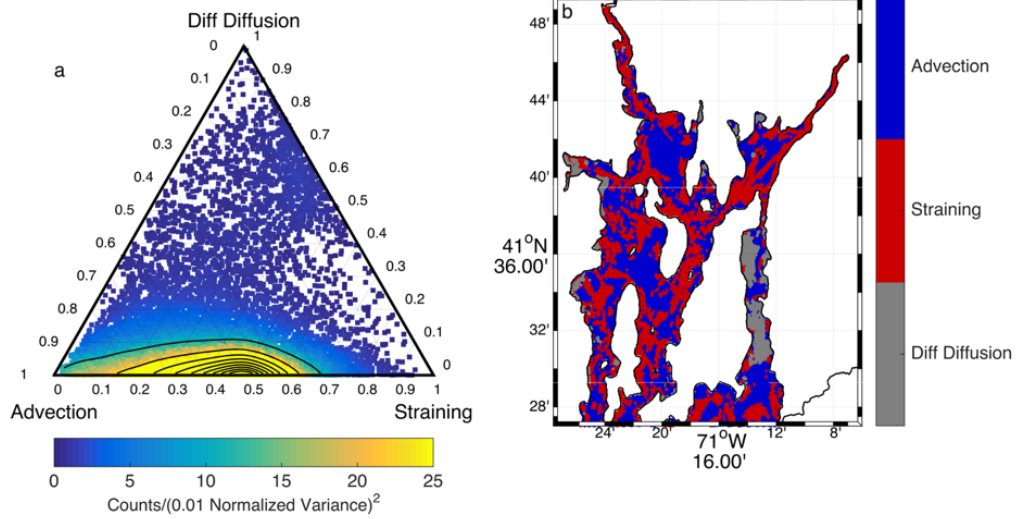 Diff Diffusion
a
0
0.1
0.2
0.3
0.4
0.5
0.6
0.7
0.8
0.9
1
1
0.9
0.8
0.7
0.6
0.5
0.4
0.3
0.2
0.1
0
0 0.1 0.2 0.3 0.4 0.5 0.6 0.7 0.8 0.9 1
Advection Straining
0 5 10 15 20 25
Counts/(0.01 Normalized Variance)²
b
48'
44'
40'
41°N
36.00'
32'
28'
24' 20' 12' 8'
71°W
16.00'
Advection
Straining
Diff Diffusion